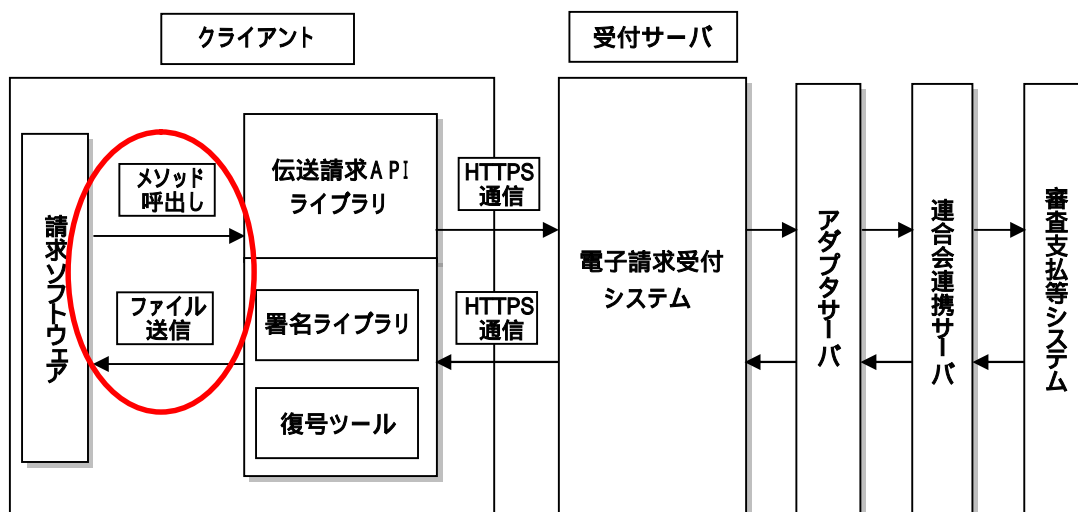 クライアント
受付サーバ
請求ソフトウェア
メソッド
呼出し
ファイル
送信
伝送請求API
ライブラリ
署名ライブラリ
復号ツール
HTTPS
通信
HTTPS
通信
電子請求受付
システム
アダプタサーバ
連合会連携サーバ
審査支払等システム